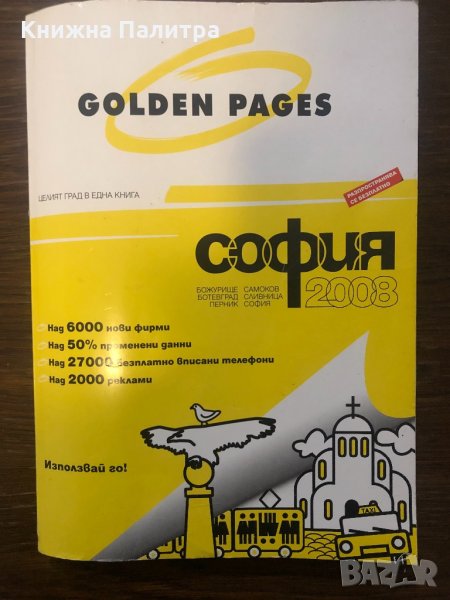 Книжна Палитра
GOLDEN PAGES
ЦЕЛИЯТ ГРАД В ЕДНА КНИГА
РАЗПРОСТРАНЯВА
СЕ БЕЗПЛАТНО
СОФИЯ
БОЖУРИЩЕ САМОКОВ
БОТЕВГРАД СЛИВНИЦА
ПЕРНИК СОФИЯ
2008
Над 6000 нови фирми
Над 50% променени данни
Над 27000 безплатно вписани телефони
Над 2000 реклами
Използвай го!
TAXI
bazar